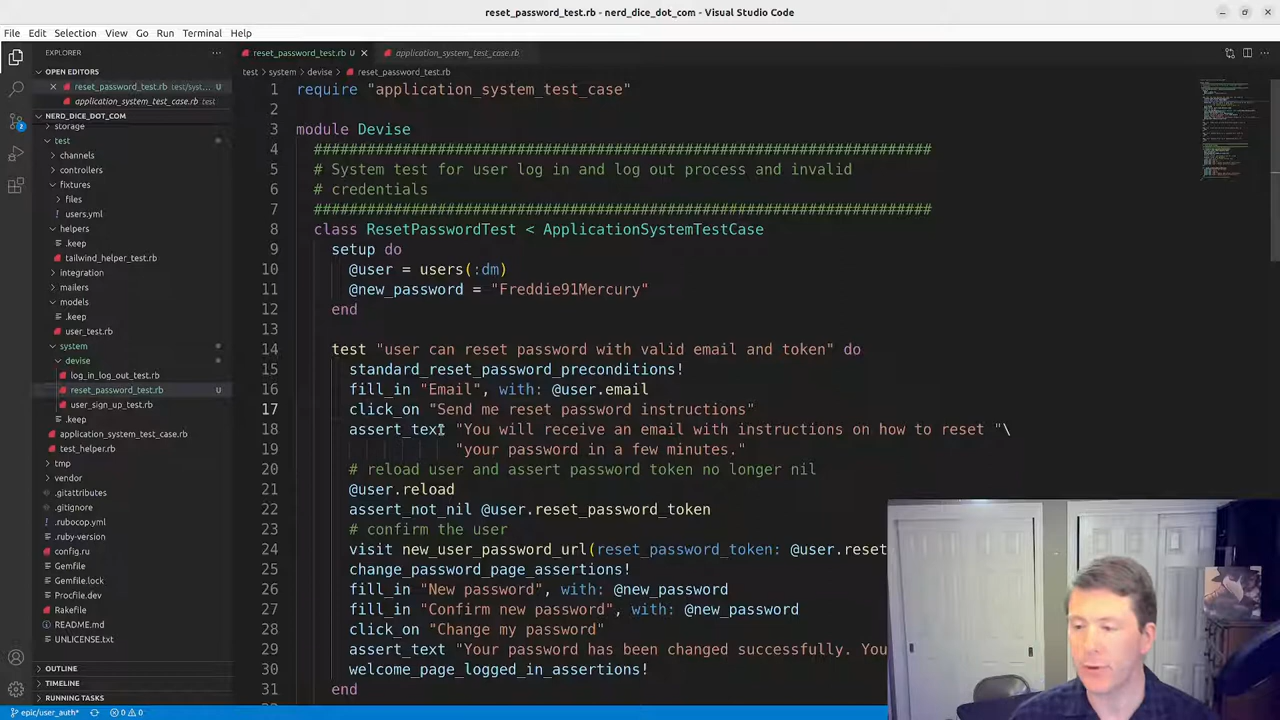 reset_password_test.rb - nerd_dice_dot_com - Visual Studio Code
File Edit Selection View Go Run Terminal Help
EXPLORER
reset_password_test.rb U
application_system_test_case.rb
OPEN EDITORS
reset_password_test.rb test/syst... U
application_system_test_case.rb test
NERD_DICE_DOT_COM
storage
test
channels
controllers
fixtures
files
users.yml
helpers
.keep
tailwind_helper_test.rb
integration
mailers
models
.keep
user_test.rb
system
devise
log_in_log_out_test.rb
reset_password_test.rb U
user_sign_up_test.rb
.keep
application_system_test_case.rb
test_helper.rb
tmp
vendor
.gitattributes
.gitignore
.rubocop.yml
.ruby-version
config.ru
Gemfile
Gemfile.lock
Procfile.dev
Rakefile
README.md
UNLICENSE.txt
OUTLINE
TIMELINE
RUNNING TASKS
epic/user_auth* 0 0
test > system > devise > reset_password_test.rb
1 require "application_system_test_case"
2
3 module Devise
4 ######################################################################
5 # System test for user log in and log out process and invalid
6 # credentials
7 ######################################################################
8 class ResetPasswordTest < ApplicationSystemTestCase
9 setup do
10 @user = users(:dm)
11 @new_password = "Freddie91Mercury"
12 end
13
14 test "user can reset password with valid email and token" do
15 standard_reset_password_preconditions!
16 fill_in "Email", with: @user.email
17 click_on "Send me reset password instructions"
18 assert_text "You will receive an email with instructions on how to reset "\
19 "your password in a few minutes."
20 # reload user and assert password token no longer nil
21 @user.reload
22 assert_not_nil @user.reset_password_token
23 # confirm the user
24 visit new_user_password_url(reset_password_token: @user.reset
25 change_password_page_assertions!
26 fill_in "New password", with: @new_password
27 fill_in "Confirm new password", with: @new_password
28 click_on "Change my password"
29 assert_text "Your password has been changed successfully. You
30 welcome_page_logged_in_assertions!
31 end